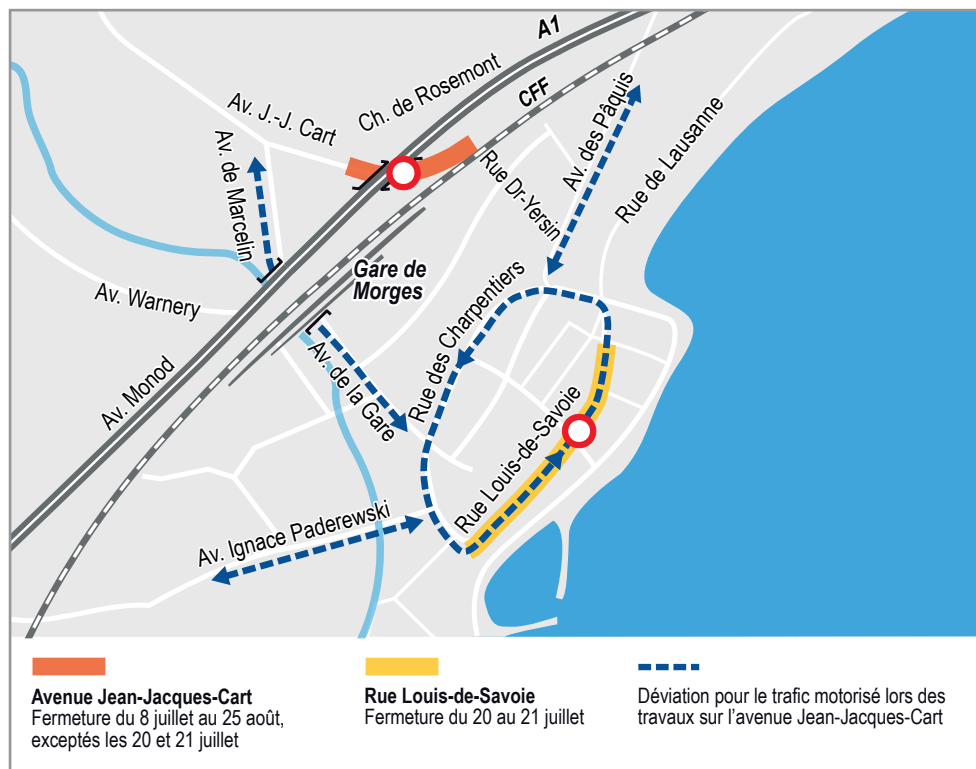 A1
CFF
Ch. de Rosemont
Av. J.-J. Cart
Av. des Pâquis
Av. de Marcelin
Rue Dr-Yersin
Rue de Lausanne
Gare de
Morges
Av. Warnery
Rue des Charpentiers
Av. Monod
Av. de la Gare
Rue Louis-de-Savoie
Av. Ignace Paderewski
Avenue Jean-Jacques-Cart
Fermeture du 8 juillet au 25 août,
exceptés les 20 et 21 juillet
Rue Louis-de-Savoie
Fermeture du 20 au 21 juillet
Déviation pour le trafic motorisé lors des
travaux sur l’avenue Jean-Jacques-Cart